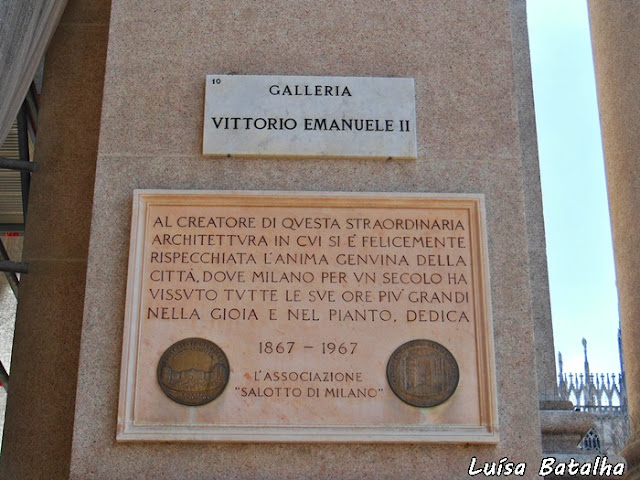 10
GALLERIA
VITTORIO EMANUELE II
AL CREATORE DI QVESTA STRAORDINARIA
ARCHITETTVRA IN CVI SI É FELICEMENTE
RISPECCHIATA L'ANIMA GENVINA DELLA
CITTÀ, DOVE MILANO PER VN SECOLO HA
VISSVTO TVTTE LE SVE ORE PIV' GRANDI
NELLA GIOIA E NEL PIANTO, DEDICA
1867 - 1967
L'ASSOCIAZIONE
"SALOTTO DI MILANO"
Luísa Batalha